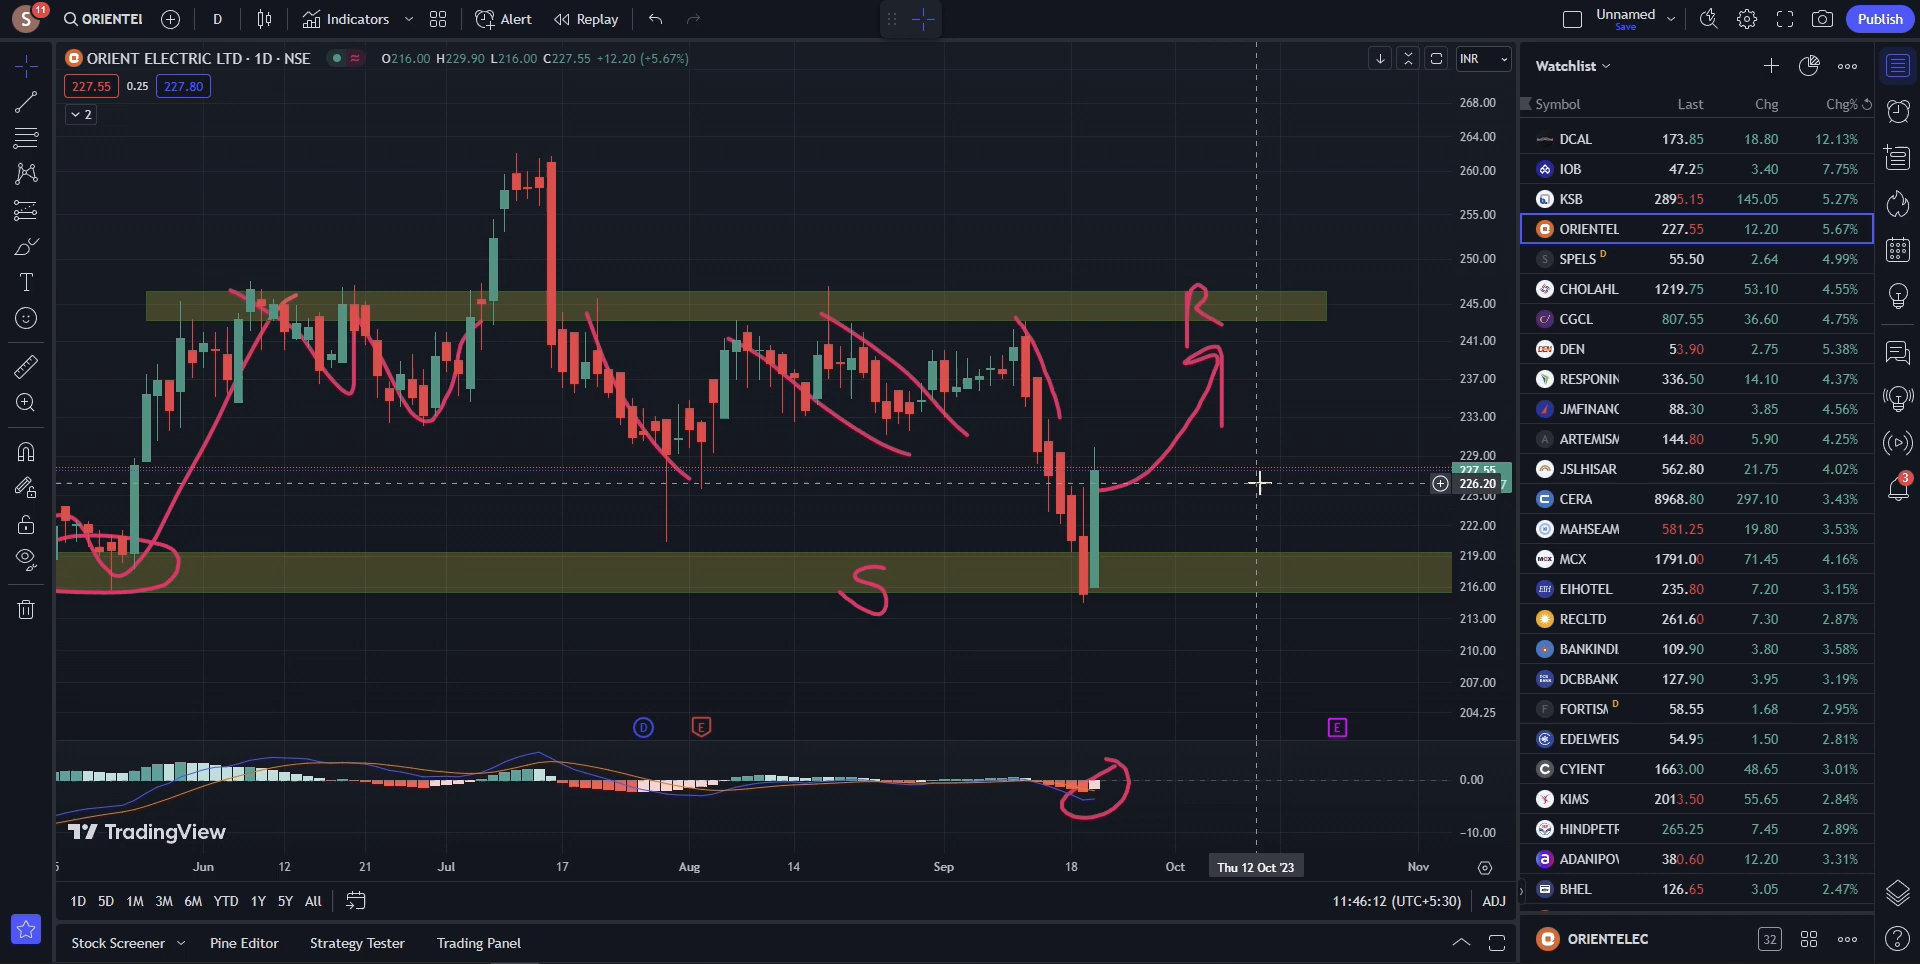 S 11 ORIENTEL D Indicators Alert Replay Unnamed Save Publish
ORIENT ELECTRIC LTD · 1D · NSE O216.00 H229.90 L216.00 C227.55 +12.20 (+5.67%) INR
227.55 0.25 227.80
2
268.00
264.00
260.00
255.00
250.00
245.00
241.00
237.00
233.00
229.00
227.55
226.20
225.00
222.00
219.00
216.00
213.00
210.00
207.00
204.25
0.00
−10.00
R
S
D E E
TradingView
Jun 12 21 Jul 17 Aug 14 Sep 18 Oct Thu 12 Oct '23 Nov
1D 5D 1M 3M 6M YTD 1Y 5Y All 11:46:12 (UTC+5:30) ADJ
Stock Screener Pine Editor Strategy Tester Trading Panel
Watchlist
Symbol Last Chg Chg%
DCAL 173.85 18.80 12.13%
IOB 47.25 3.40 7.75%
KSB 2895.15 145.05 5.27%
ORIENTEL 227.55 12.20 5.67%
S SPELS D 55.50 2.64 4.99%
CHOLAHL 1219.75 53.10 4.55%
CGCL 807.55 36.60 4.75%
DEN 53.90 2.75 5.38%
RESPONIN 336.50 14.10 4.37%
JMFINANC 88.30 3.85 4.56%
A ARTEMISM 144.80 5.90 4.25%
JSLHISAR 562.80 21.75 4.02%
CERA 8968.80 297.10 3.43%
MAHSEAM 581.25 19.80 3.53%
MCX 1791.00 71.45 4.16%
EIHOTEL 235.80 7.20 3.15%
RECLTD 261.60 7.30 2.87%
BANKINDI 109.90 3.80 3.58%
DCBBANK 127.90 3.95 3.19%
F FORTISM D 58.55 1.68 2.95%
EDELWEIS 54.95 1.50 2.81%
CYIENT 1663.00 48.65 3.01%
KIMS 2013.50 55.65 2.84%
HINDPETR 265.25 7.45 2.89%
ADANIPOW 380.60 12.20 3.31%
BHEL 126.65 3.05 2.47%
ORIENTELEC 32
3